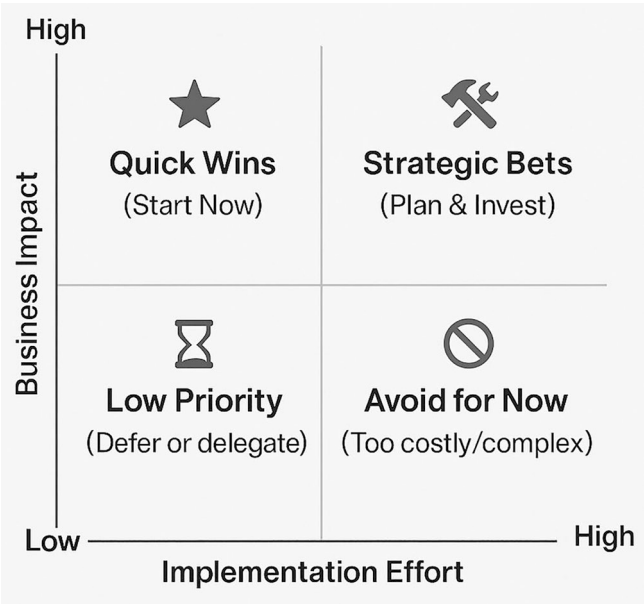 High
Business Impact
Quick Wins
(Start Now)
Strategic Bets
(Plan & Invest)
Low Priority
(Defer or delegate)
Avoid for Now
(Too costly/complex)
Low
High
Implementation Effort